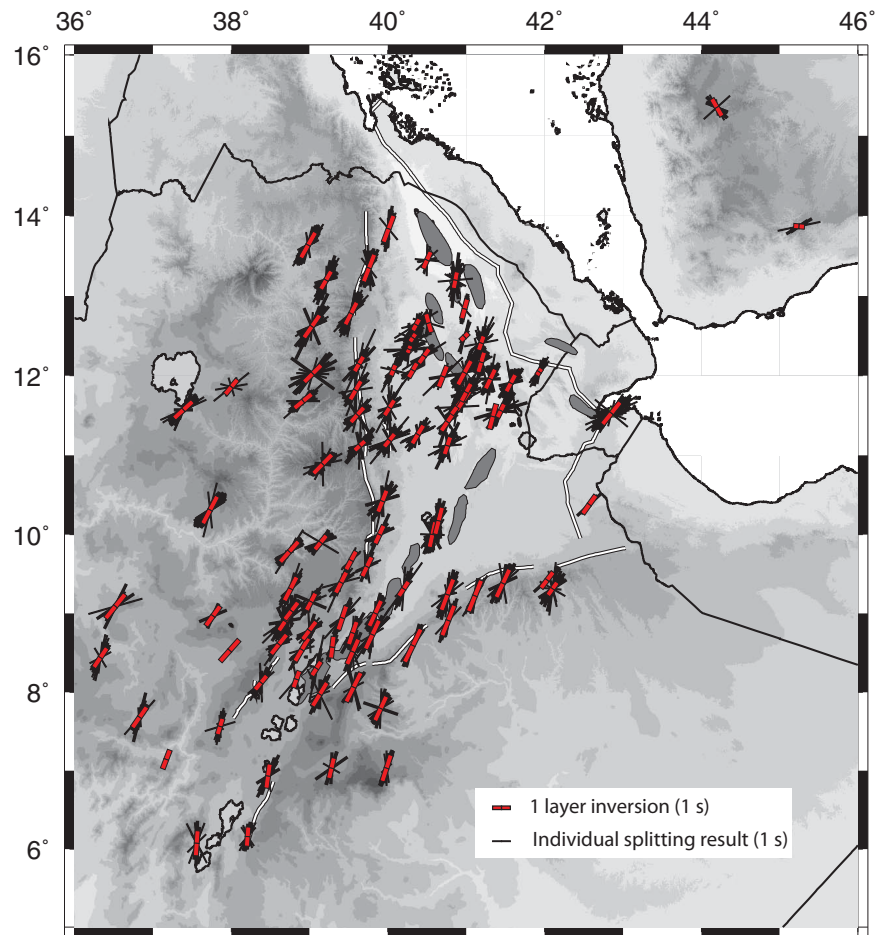 36˚ 38˚ 40˚ 42˚ 44˚ 46˚
16˚
14˚
12˚
10˚
8˚
6˚
1 layer inversion (1 s)
Individual splitting result (1 s)